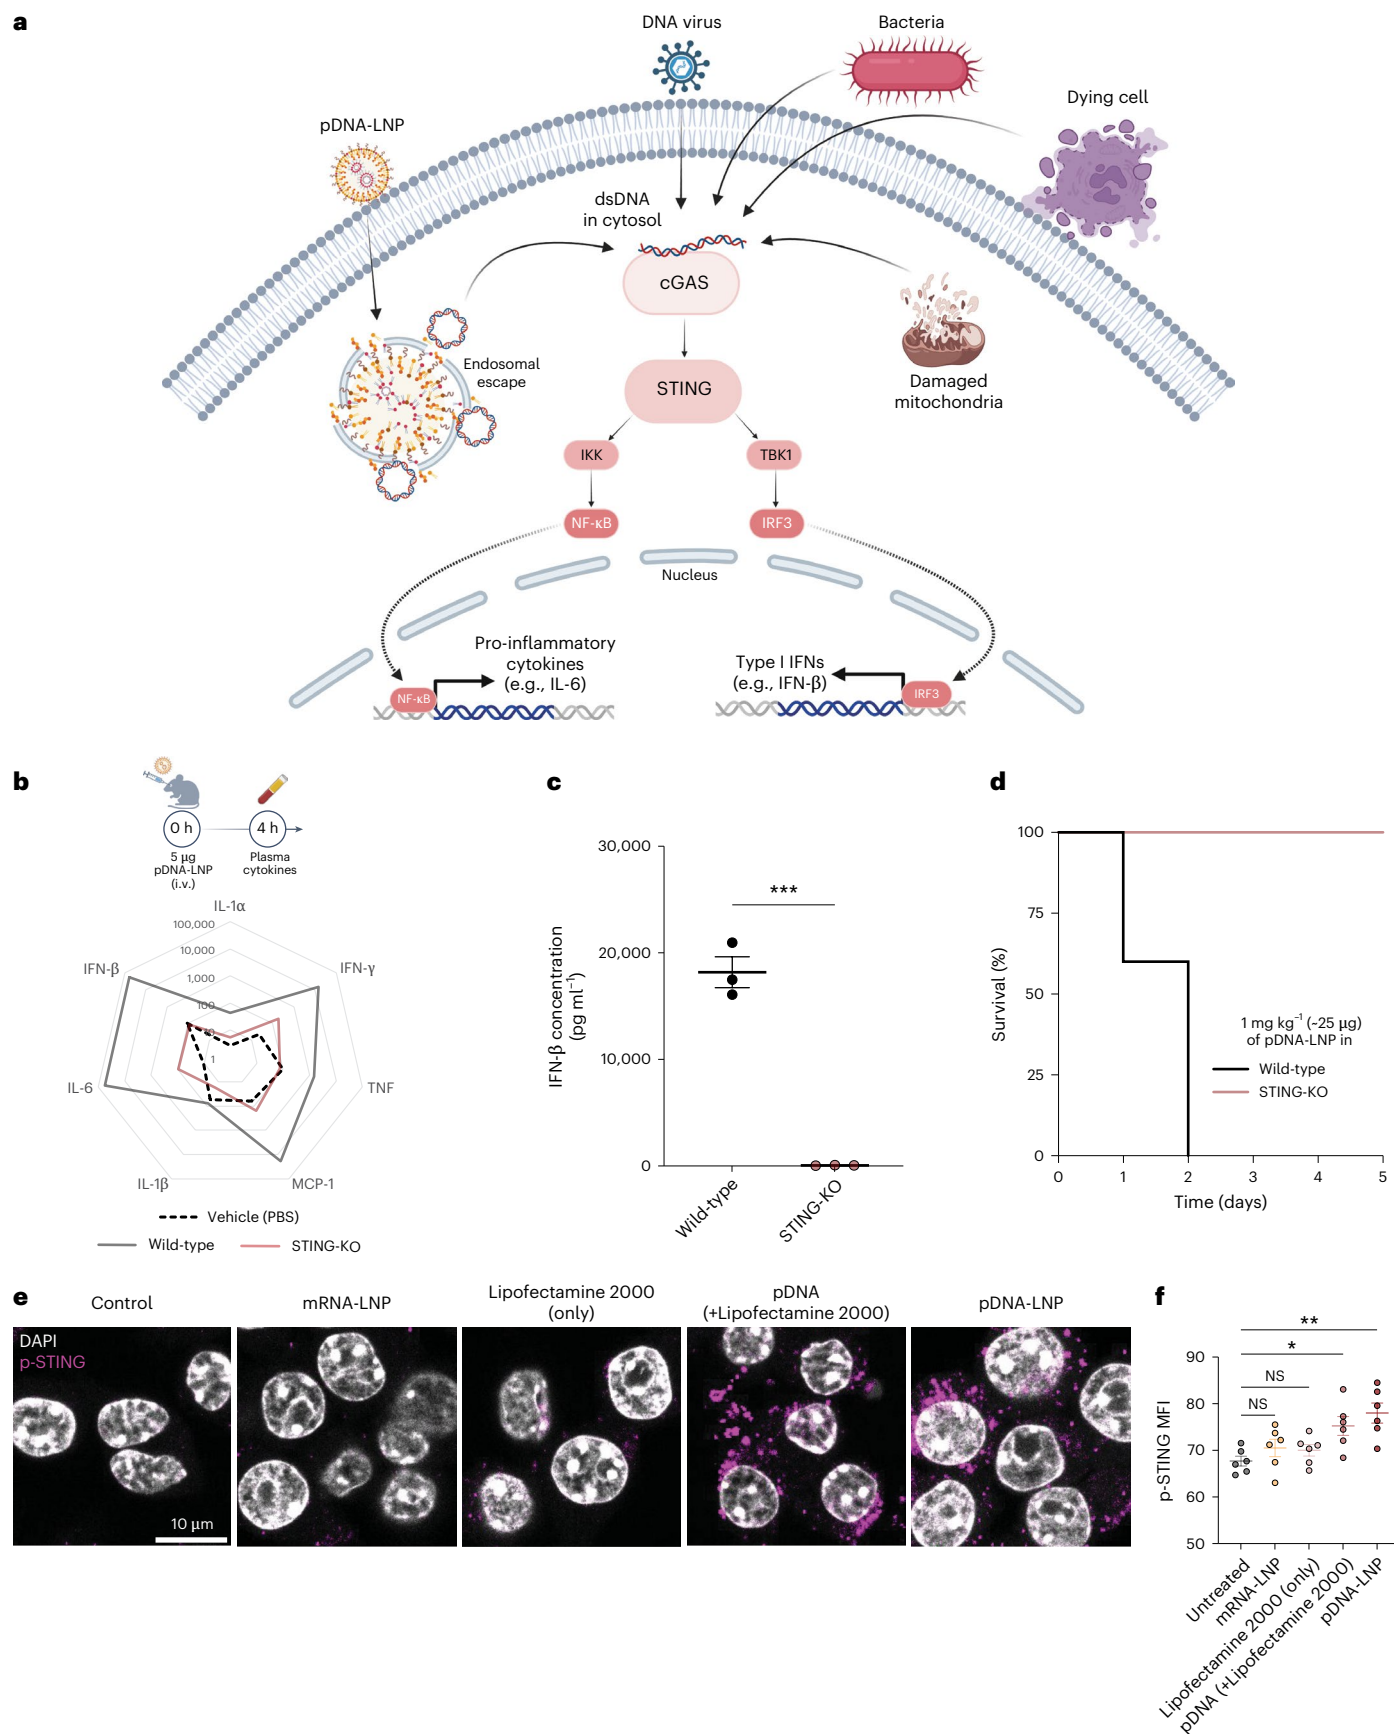 a
DNA virus
Bacteria
Dying cell
pDNA-LNP
dsDNA
in cytosol
cGAS
Endosomal
escape
STING
Damaged
mitochondria
IKK
TBK1
NF-κB
IRF3
Nucleus
Pro-inflammatory
cytokines
(e.g., IL-6)
Type I IFNs
(e.g., IFN-β)
NF-κB
IRF3
b
0 h
4 h
5 μg
pDNA-LNP
(i.v.)
Plasma
cytokines
IL-1α
100,000
10,000
1,000
100
1
IFN-β
IFN-γ
IL-6
TNF
IL-1β
MCP-1
Vehicle (PBS)
Wild-type
STING-KO
c
IFN-β concentration
(pg ml⁻¹)
30,000
20,000
10,000
0
***
Wild-type
STING-KO
d
Survival (%)
100
75
50
25
0
1 mg kg⁻¹ (~25 μg)
of pDNA-LNP in
Wild-type
STING-KO
0 1 2 3 4 5
Time (days)
e
Control
mRNA-LNP
Lipofectamine 2000
(only)
pDNA
(+Lipofectamine 2000)
pDNA-LNP
DAPI
p-STING
10 μm
f
p-STING MFI
90
80
70
60
50
**
*
NS
NS
Untreated
mRNA-LNP
Lipofectamine 2000 (only)
pDNA (+Lipofectamine 2000)
pDNA-LNP